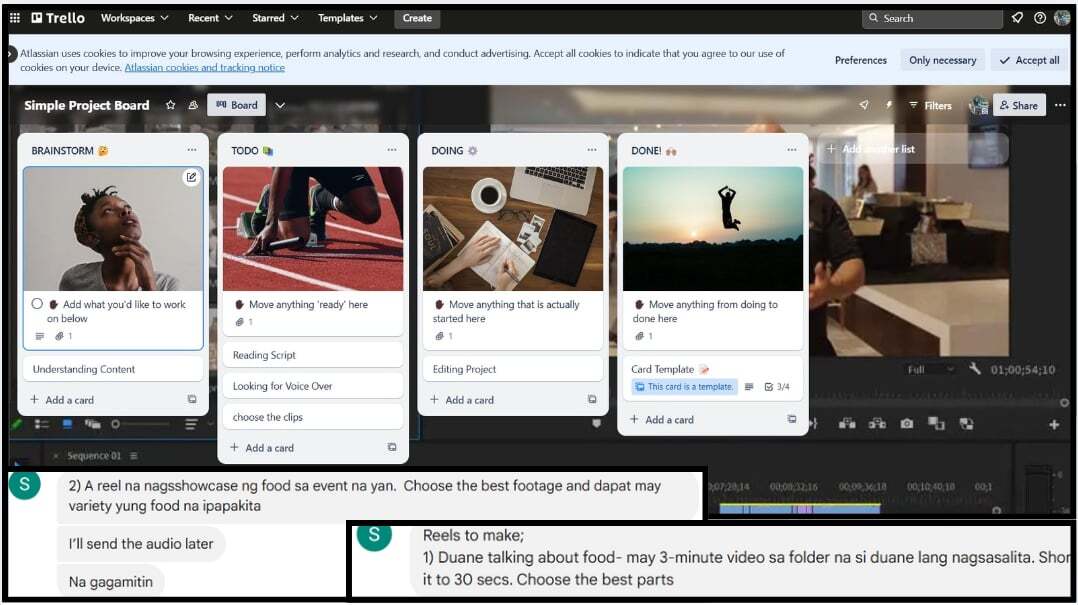 Trello
Workspaces
Recent
Starred
Templates
Create
Search
Atlassian uses cookies to improve your browsing experience, perform analytics and research, and conduct advertising. Accept all cookies to indicate that you agree to our use of
cookies on your device. Atlassian cookies and tracking notice
Preferences
Only necessary
Accept all
Simple Project Board
Board
Filters
Share
BRAINSTORM 🤔
Add what you'd like to work
on below
1
Understanding Content
+ Add a card
TODO 📚
Move anything 'ready' here
1
Reading Script
Looking for Voice Over
choose the clips
+ Add a card
DOING ⚙️
Move anything that is actually
started here
1
Editing Project
+ Add a card
DONE! 🙌🏽
Move anything from doing to
done here
1
Card Template 📝
This card is a template.
3/4
+ Add a card
+ Add another list
Full
01;00;54;10
× Sequence 01
00;08;32;16
00;09;36;18
00;10;40;18
S
2) A reel na nagsshowcase ng food sa event na yan. Choose the best footage and dapat may
variety yung food na ipapakita
I'll send the audio later
Na gagamitin
S
Reels to make;
1) Duane talking about food- may 3-minute video sa folder na si duane lang nagsasalita. Shor
it to 30 secs. Choose the best parts